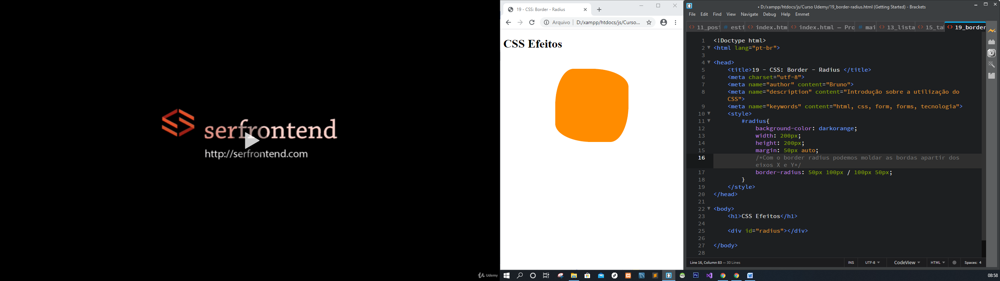 serfrontend
http://serfrontend.com
Udemy
19 - CSS: Border - Radius
Arquivo D:/xampp/htdocs/js/Curso...
CSS Efeitos
• D:/xampp/htdocs/js/Curso Udemy/19_border-radius.html (Getting Started) - Brackets
File Edit Find View Navigate Debug Help Emmet
11_posi esti index.htm index.html — Pro mai 13_lista 15_tal 19_border
1 <!Doctype html>
2 <html lang="pt-br">
3
4 <head>
5 <title>19 - CSS: Border - Radius </title>
6 <meta charset="utf-8">
7 <meta name="author" content="Bruno">
8 <meta name="description" content="Introdução sobre a utilização do
CSS">
9 <meta name="keywords" content="html, css, form, forms, tecnologia">
10 <style>
11 #radius{
12 background-color: darkorange;
13 width: 200px;
14 height: 200px;
15 margin: 50px auto;
16 /*Com o border radius podemos moldar as bordas apartir dos
eixos X e Y*/
17 border-radius: 50px 100px / 100px 50px;
18 }
19 </style>
20 </head>
21
22 <body>
23 <h1>CSS Efeitos</h1>
24
25 <div id="radius"></div>
26
27 </body>
28
Line 16, Column 83 — 30 Lines INS UTF-8 CodeView HTML Spaces: 4
Ps
W
08:58